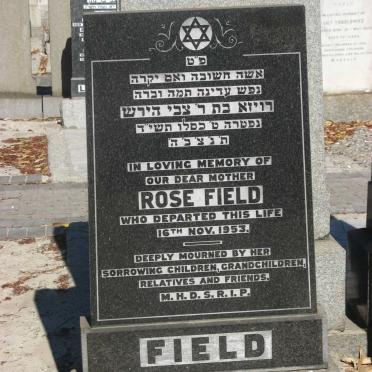 פ"ט
אשה חשובה ואם יקרה
נפש עדינה תמה וברה
רויזא בת ר' צבי הירש
נפטרה ט כסלו תשי"ד
ת נ צ ב ה
IN LOVING MEMORY OF
OUR DEAR MOTHER
ROSE FIELD
WHO DEPARTED THIS LIFE
16TH NOV. 1953.
DEEPLY MOURNED BY HER
SORROWING CHILDREN, GRANDCHILDREN,
RELATIVES AND FRIENDS.
M.H.D.S.R.I.P.
FIELD